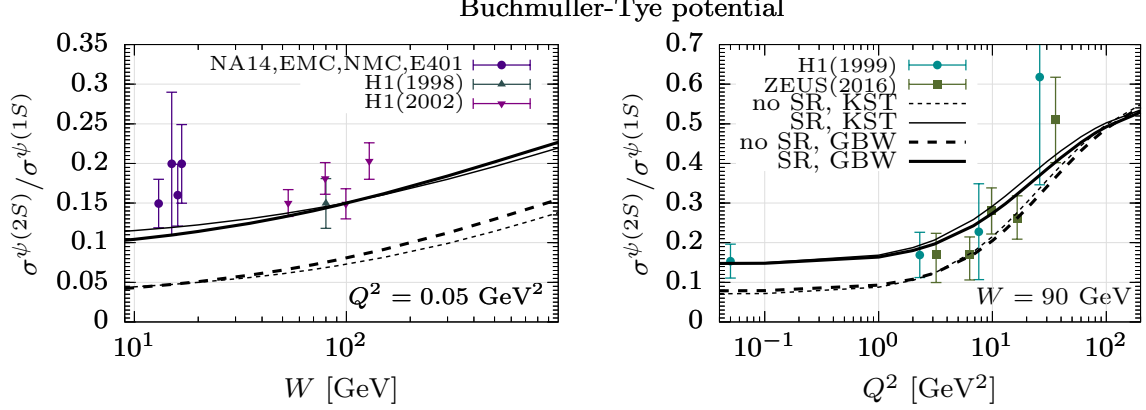 Buchmuller-Tye potential
σ^ψ(2S)/σ^ψ(1S)
0.35
0.3
0.25
0.2
0.15
0.1
0.05
0
NA14,EMC,NMC,E401
H1(1998)
H1(2002)
Q² = 0.05 GeV²
10¹
10²
W [GeV]
σ^ψ(2S)/σ^ψ(1S)
0.7
0.6
0.5
0.4
0.3
0.2
0.1
0
H1(1999)
ZEUS(2016)
no SR, KST
SR, KST
no SR, GBW
SR, GBW
W = 90 GeV
10⁻¹
10⁰
10¹
10²
Q² [GeV²]